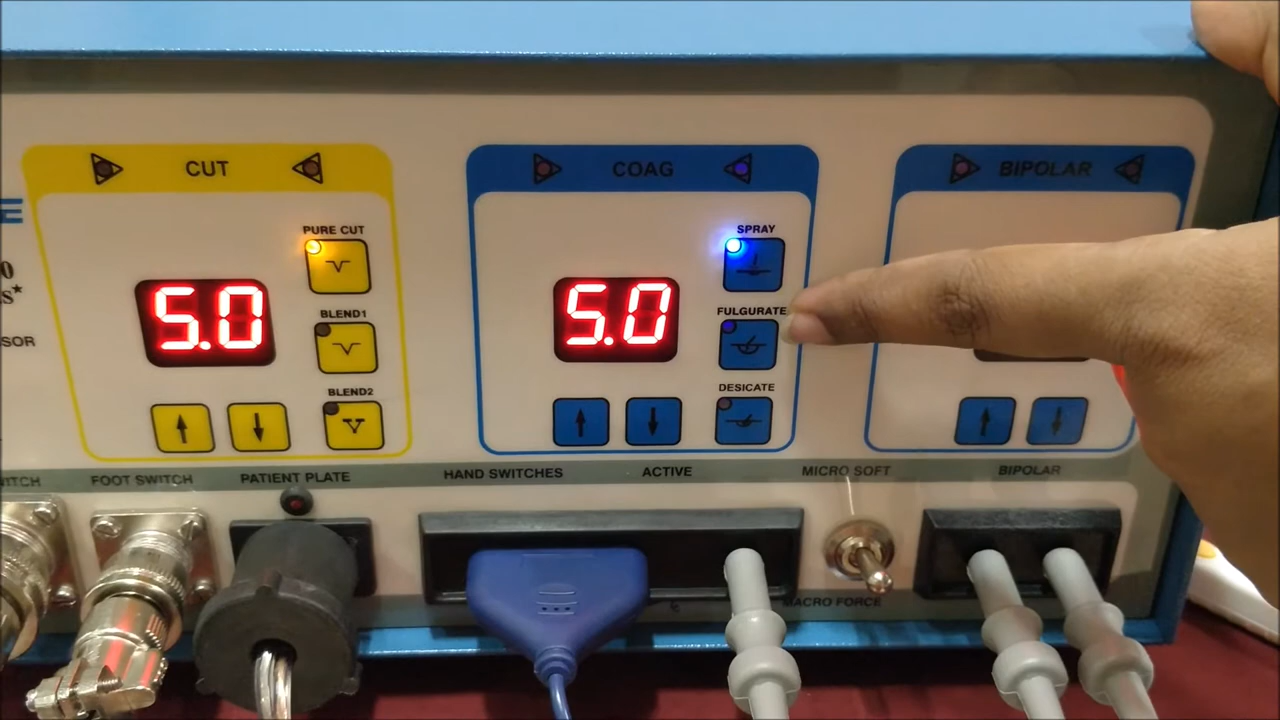 CUT
COAG
BIPOLAR
E
PURE CUT
SPRAY
5.0
5.0
BLEND1
FULGURATE
SOR
BLEND2
DESICATE
FOOT SWITCH
PATIENT PLATE
HAND SWITCHES
ACTIVE
MICRO SOFT
BIPOLAR
MACRO FORCE